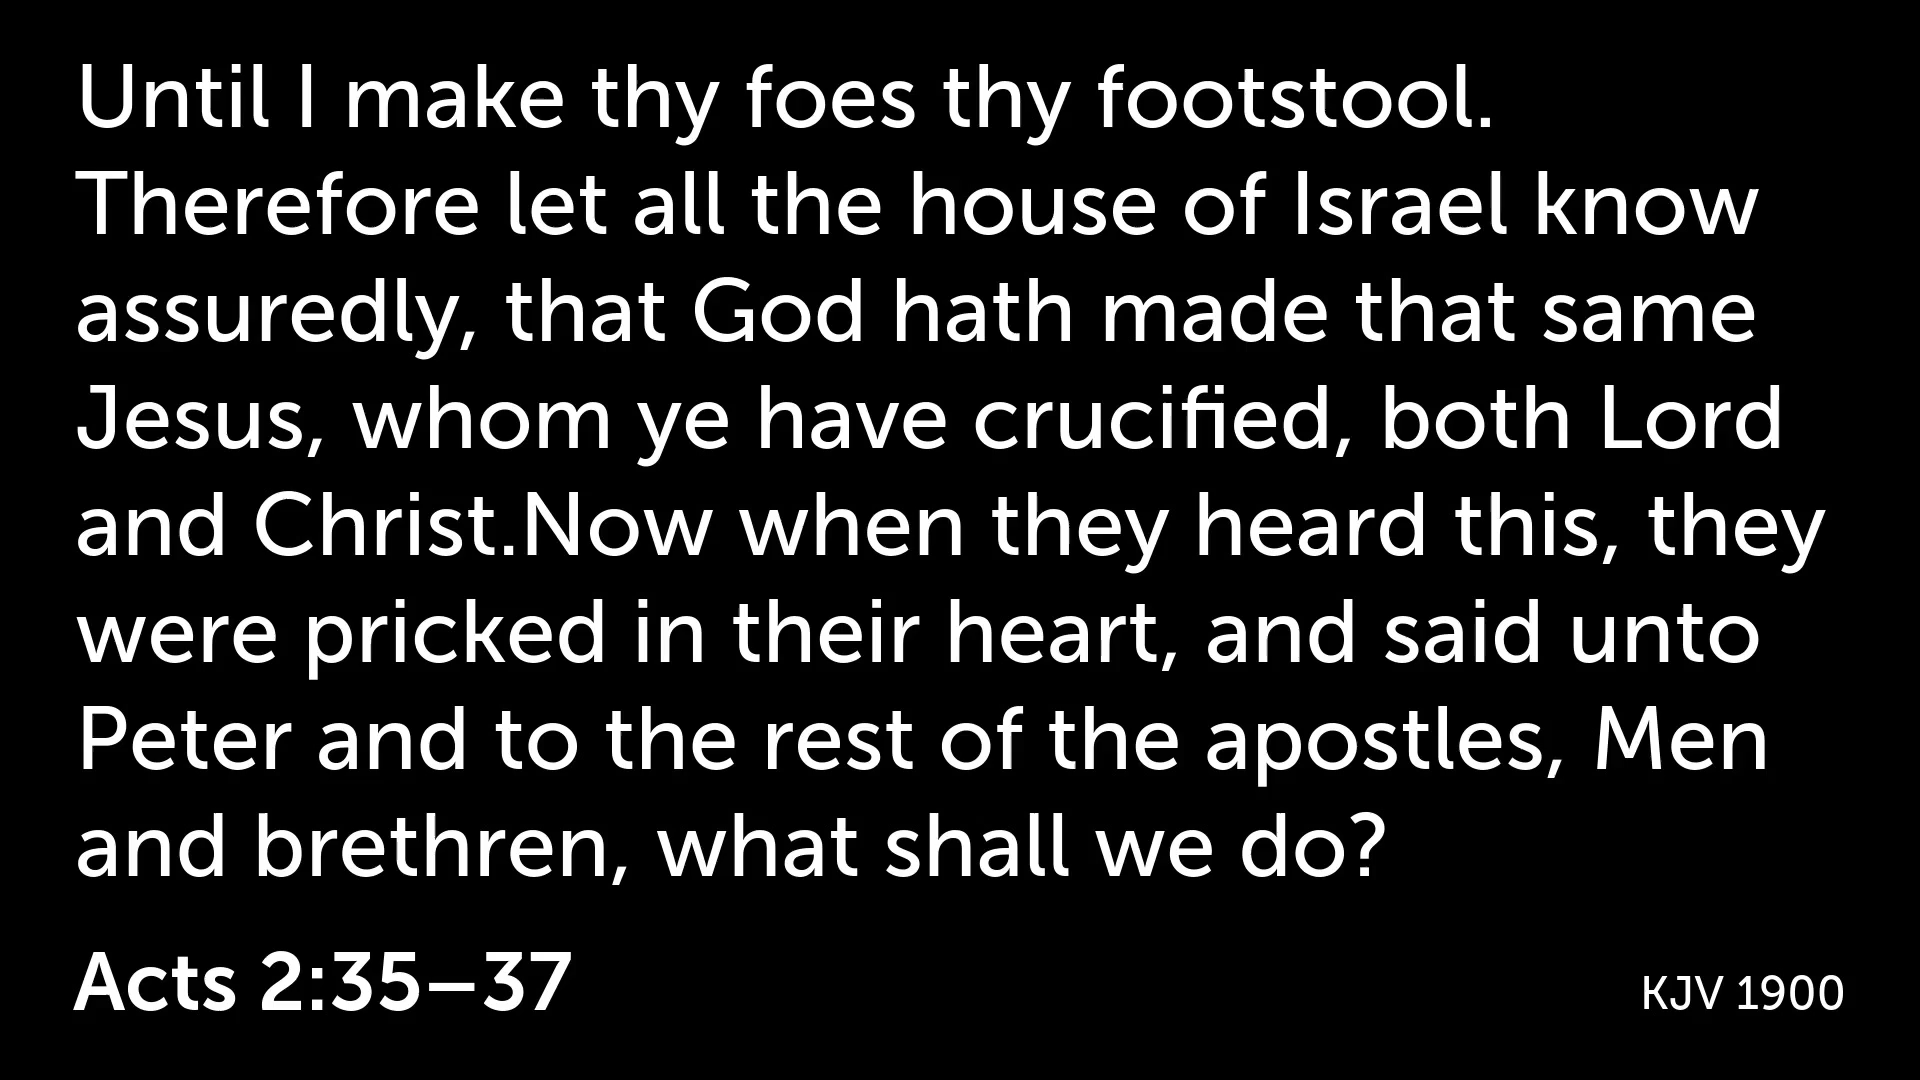 Until I make thy foes thy footstool.
Therefore let all the house of Israel know
assuredly, that God hath made that same
Jesus, whom ye have crucified, both Lord
and Christ.Now when they heard this, they
were pricked in their heart, and said unto
Peter and to the rest of the apostles, Men
and brethren, what shall we do?
Acts 2:35–37
KJV 1900